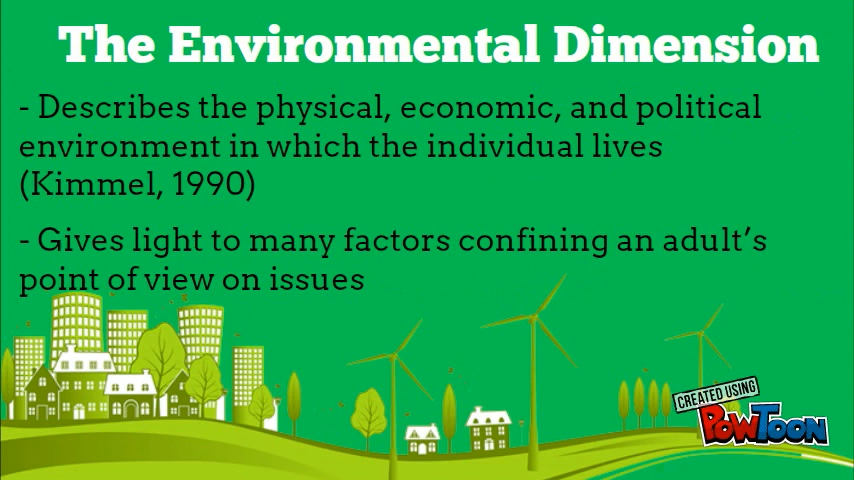 The Environmental Dimension
- Describes the physical, economic, and political
environment in which the individual lives
(Kimmel, 1990)
- Gives light to many factors confining an adult’s
point of view on issues
CREATED USING
POWTOON